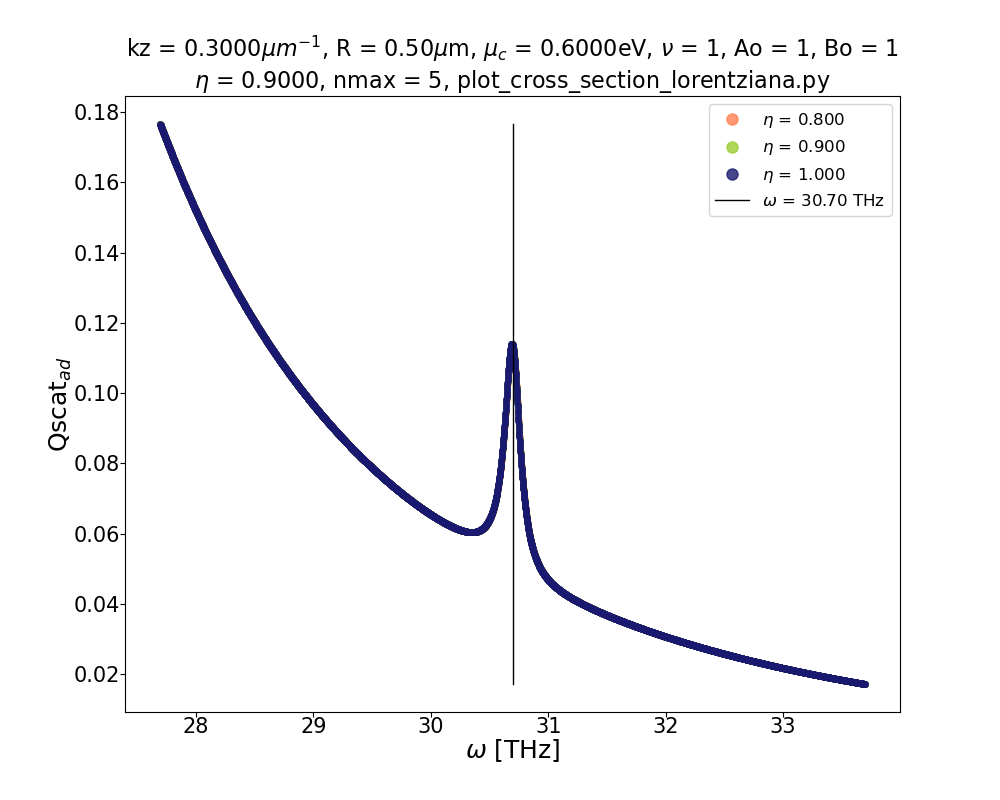 kz = 0.3000μm⁻¹, R = 0.50μm, μ_c = 0.6000eV, ν = 1, Ao = 1, Bo = 1
η = 0.9000, nmax = 5, plot_cross_section_lorentziana.py
η = 0.800
η = 0.900
η = 1.000
ω = 30.70 THz
0.18
0.16
0.14
0.12
0.10
0.08
0.06
0.04
0.02
Qscat_ad
28 29 30 31 32 33
ω [THz]